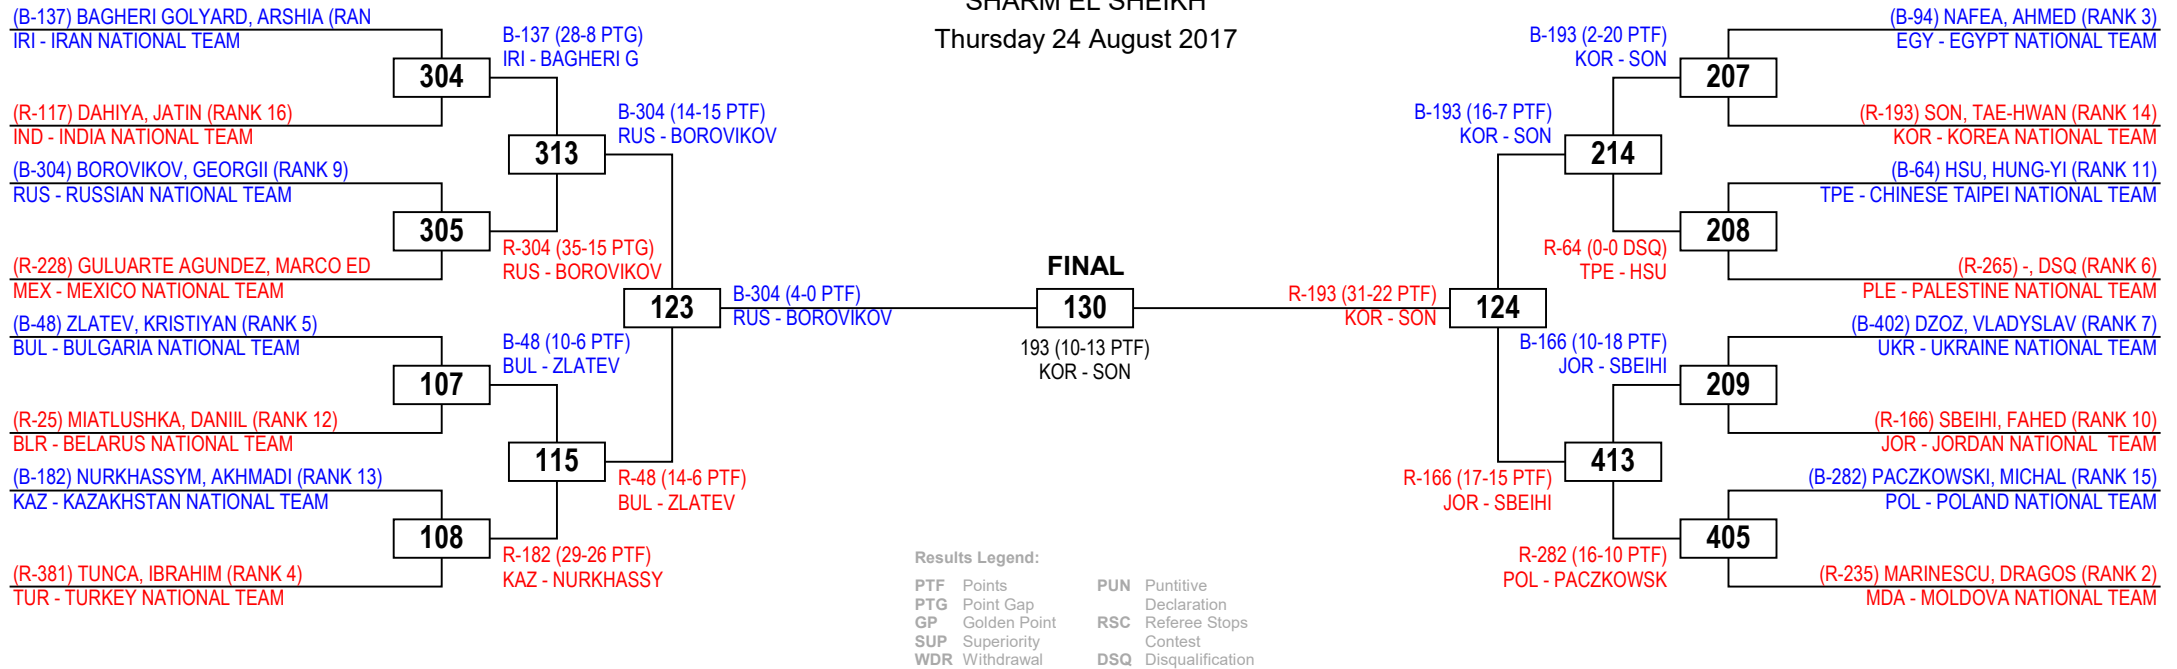 SHARM EL SHEIKH
Thursday 24 August 2017
(B-137) BAGHERI GOLYARD, ARSHIA (RAN
IRI - IRAN NATIONAL TEAM
304
(R-117) DAHIYA, JATIN (RANK 16)
IND - INDIA NATIONAL TEAM
(B-304) BOROVIKOV, GEORGII (RANK 9)
RUS - RUSSIAN NATIONAL TEAM
305
(R-228) GULUARTE AGUNDEZ, MARCO ED
MEX - MEXICO NATIONAL TEAM
(B-48) ZLATEV, KRISTIYAN (RANK 5)
BUL - BULGARIA NATIONAL TEAM
107
(R-25) MIATLUSHKA, DANIIL (RANK 12)
BLR - BELARUS NATIONAL TEAM
(B-182) NURKHASSYM, AKHMADI (RANK 13)
KAZ - KAZAKHSTAN NATIONAL TEAM
108
(R-381) TUNCA, IBRAHIM (RANK 4)
TUR - TURKEY NATIONAL TEAM
B-137 (28-8 PTG)
IRI - BAGHERI G
313
R-304 (35-15 PTG)
RUS - BOROVIKOV
B-48 (10-6 PTF)
BUL - ZLATEV
115
R-182 (29-26 PTF)
KAZ - NURKHASSY
B-304 (14-15 PTF)
RUS - BOROVIKOV
123
R-48 (14-6 PTF)
BUL - ZLATEV
B-304 (4-0 PTF)
RUS - BOROVIKOV
FINAL
130
193 (10-13 PTF)
KOR - SON
R-193 (31-22 PTF)
KOR - SON
124
B-193 (16-7 PTF)
KOR - SON
214
R-166 (17-15 PTF)
JOR - SBEIHI
413
B-193 (2-20 PTF)
KOR - SON
R-64 (0-0 DSQ)
TPE - HSU
B-166 (10-18 PTF)
JOR - SBEIHI
R-282 (16-10 PTF)
POL - PACZKOWSK
(B-94) NAFEA, AHMED (RANK 3)
EGY - EGYPT NATIONAL TEAM
207
(R-193) SON, TAE-HWAN (RANK 14)
KOR - KOREA NATIONAL TEAM
(B-64) HSU, HUNG-YI (RANK 11)
TPE - CHINESE TAIPEI NATIONAL TEAM
208
(R-265) -, DSQ (RANK 6)
PLE - PALESTINE NATIONAL TEAM
(B-402) DZOZ, VLADYSLAV (RANK 7)
UKR - UKRAINE NATIONAL TEAM
209
(R-166) SBEIHI, FAHED (RANK 10)
JOR - JORDAN NATIONAL TEAM
(B-282) PACZKOWSKI, MICHAL (RANK 15)
POL - POLAND NATIONAL TEAM
405
(R-235) MARINESCU, DRAGOS (RANK 2)
MDA - MOLDOVA NATIONAL TEAM
Results Legend:
PTF Points
PTG Point Gap
GP Golden Point
SUP Superiority
WDR Withdrawal
PUN Puntitive
Declaration
RSC Referee Stops
Contest
DSQ Disqualification